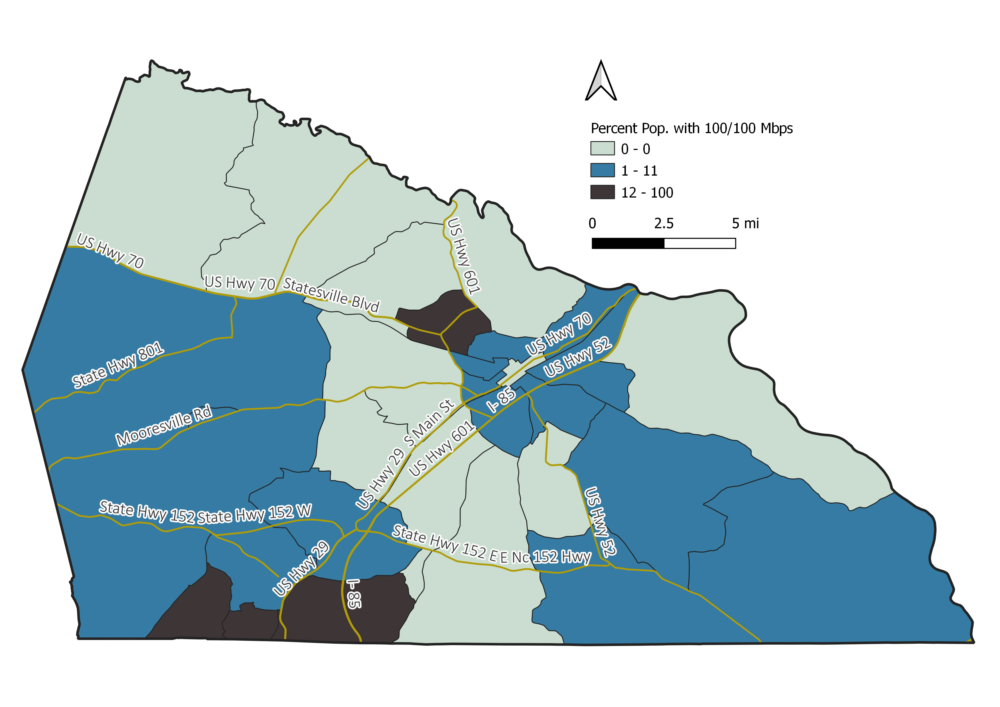 Percent Pop. with 100/100 Mbps
0 - 0
1 - 11
12 - 100
0 2.5 5 mi
US Hwy 601
US Hwy 70
US Hwy 70
Statesville Blvd
US Hwy 70
US Hwy 52
State Hwy 801
I- 85
Mooresville Rd
S Main St
US Hwy 601
US Hwy 29
State Hwy 152
State Hwy 152 W
US Hwy 52
State Hwy 152 E
E Nc 152 Hwy
US Hwy 29
I- 85